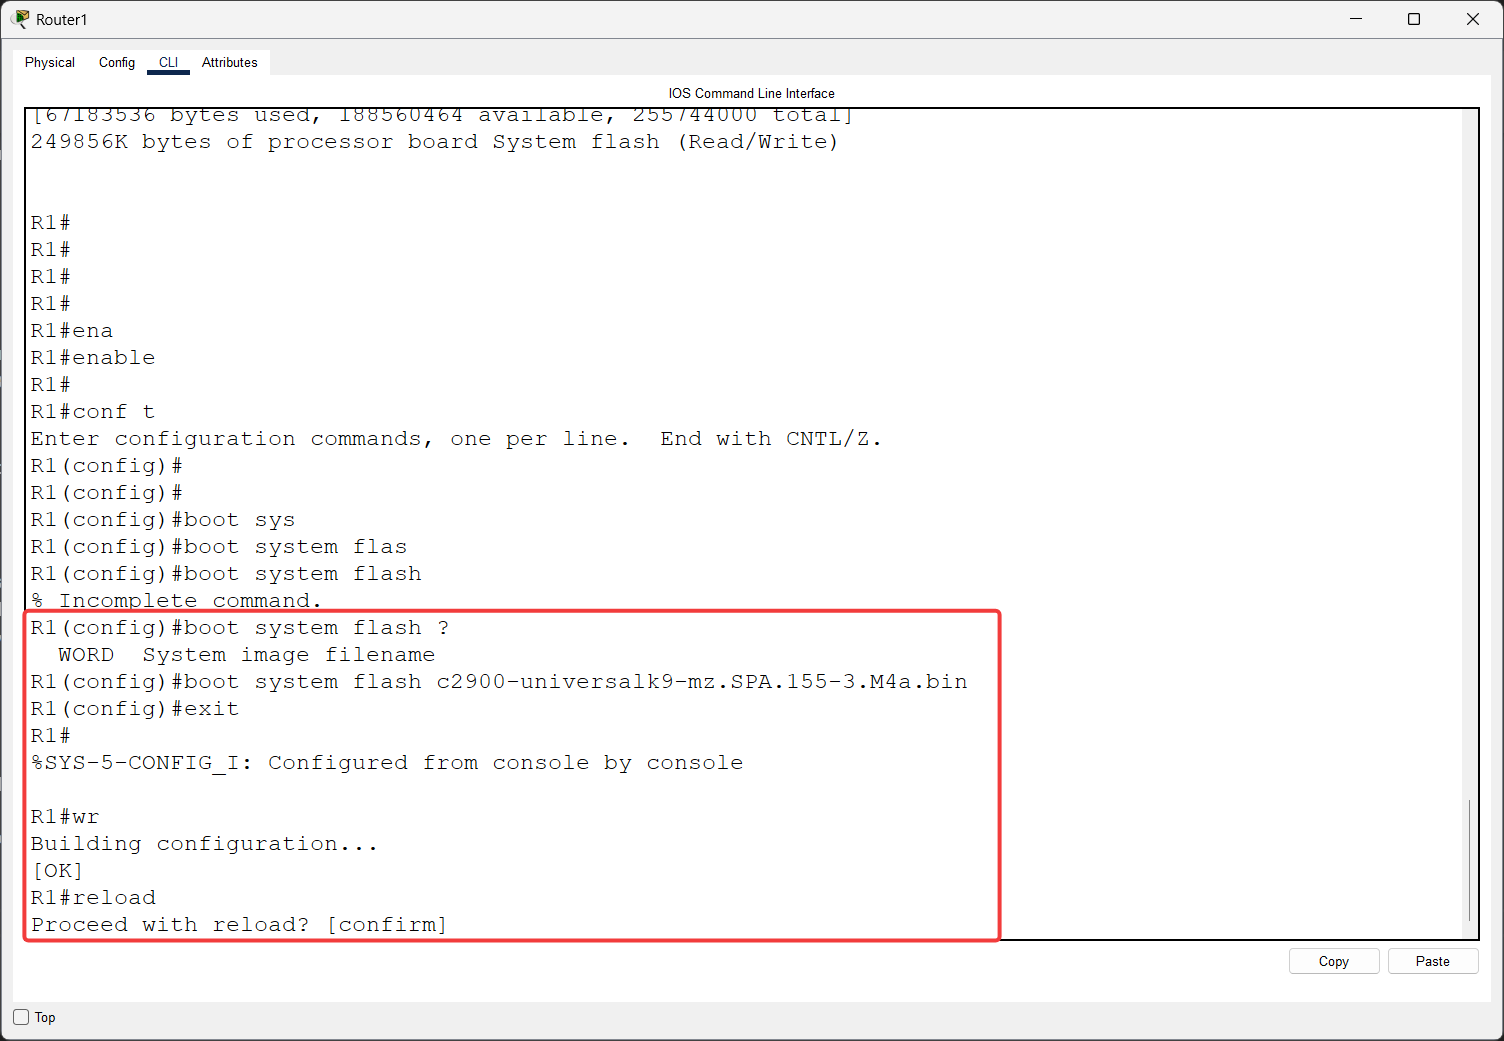 Router1
Physical Config CLI Attributes
IOS Command Line Interface
[67183536 bytes used, 188560464 available, 255744000 total]
249856K bytes of processor board System flash (Read/Write)
R1#
R1#
R1#
R1#
R1#ena
R1#enable
R1#
R1#conf t
Enter configuration commands, one per line.  End with CNTL/Z.
R1(config)#
R1(config)#
R1(config)#boot sys
R1(config)#boot system flas
R1(config)#boot system flash
% Incomplete command.
R1(config)#boot system flash ?
  WORD  System image filename
R1(config)#boot system flash c2900-universalk9-mz.SPA.155-3.M4a.bin
R1(config)#exit
R1#
%SYS-5-CONFIG_I: Configured from console by console
R1#wr
Building configuration...
[OK]
R1#reload
Proceed with reload? [confirm]
Copy Paste
Top